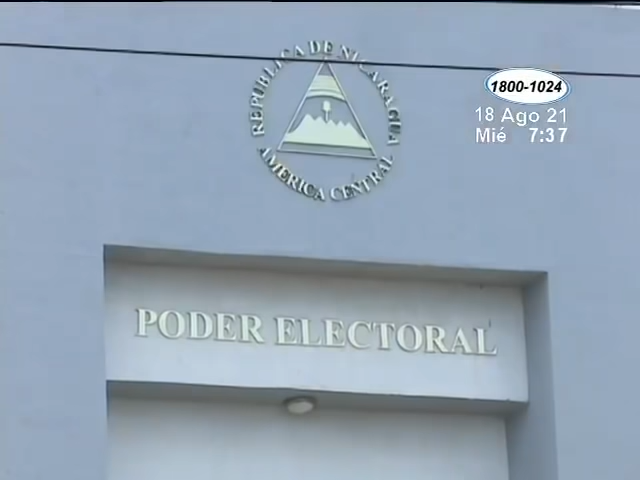 REPUBLICA DE NICARAGUA
AMERICA CENTRAL
1800-1024
18 Ago 21
Mié 7:37
PODER ELECTORAL